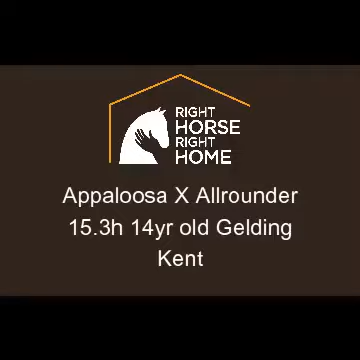 RIGHT
HORSE
RIGHT
HOME
Appaloosa X Allrounder
15.3h 14yr old Gelding
Kent